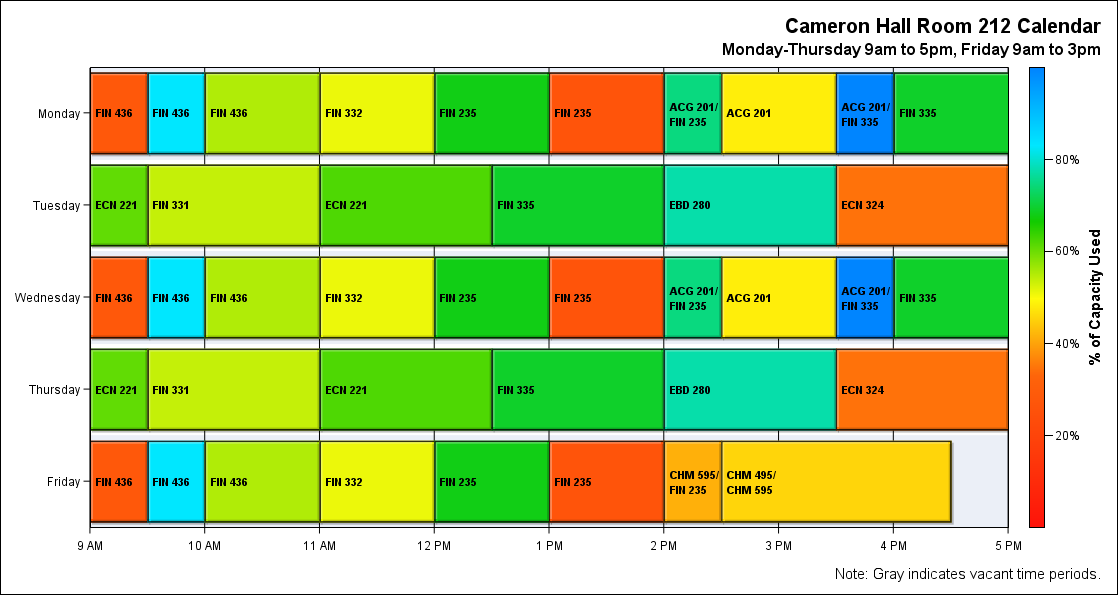 Cameron Hall Room 212 Calendar
Monday-Thursday 9am to 5pm, Friday 9am to 3pm
Monday
FIN 436
FIN 436
FIN 436
FIN 332
FIN 235
FIN 235
ACG 201/
FIN 235
ACG 201
ACG 201/
FIN 335
FIN 335
Tuesday
ECN 221
FIN 331
ECN 221
FIN 335
EBD 280
ECN 324
Wednesday
FIN 436
FIN 436
FIN 436
FIN 332
FIN 235
FIN 235
ACG 201/
FIN 235
ACG 201
ACG 201/
FIN 335
FIN 335
Thursday
ECN 221
FIN 331
ECN 221
FIN 335
EBD 280
ECN 324
Friday
FIN 436
FIN 436
FIN 436
FIN 332
FIN 235
FIN 235
CHM 595/
FIN 235
CHM 495/
CHM 595
9 AM
10 AM
11 AM
12 PM
1 PM
2 PM
3 PM
4 PM
5 PM
80%
60%
40%
20%
% of Capacity Used
Note: Gray indicates vacant time periods.